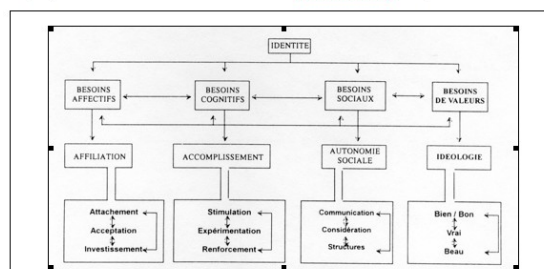 IDENTITE
BESOINS AFFECTIFS
BESOINS COGNITIFS
BESOINS SOCIAUX
BESOINS DE VALEURS
AFFILIATION
ACCOMPLISSEMENT
AUTONOMIE SOCIALE
IDEOLOGIE
Attachement
Acceptation
Investissement
Stimulation
Expérimentation
Renforcement
Communication
Considération
Structures
Bien / Bon
Vrai
Beau